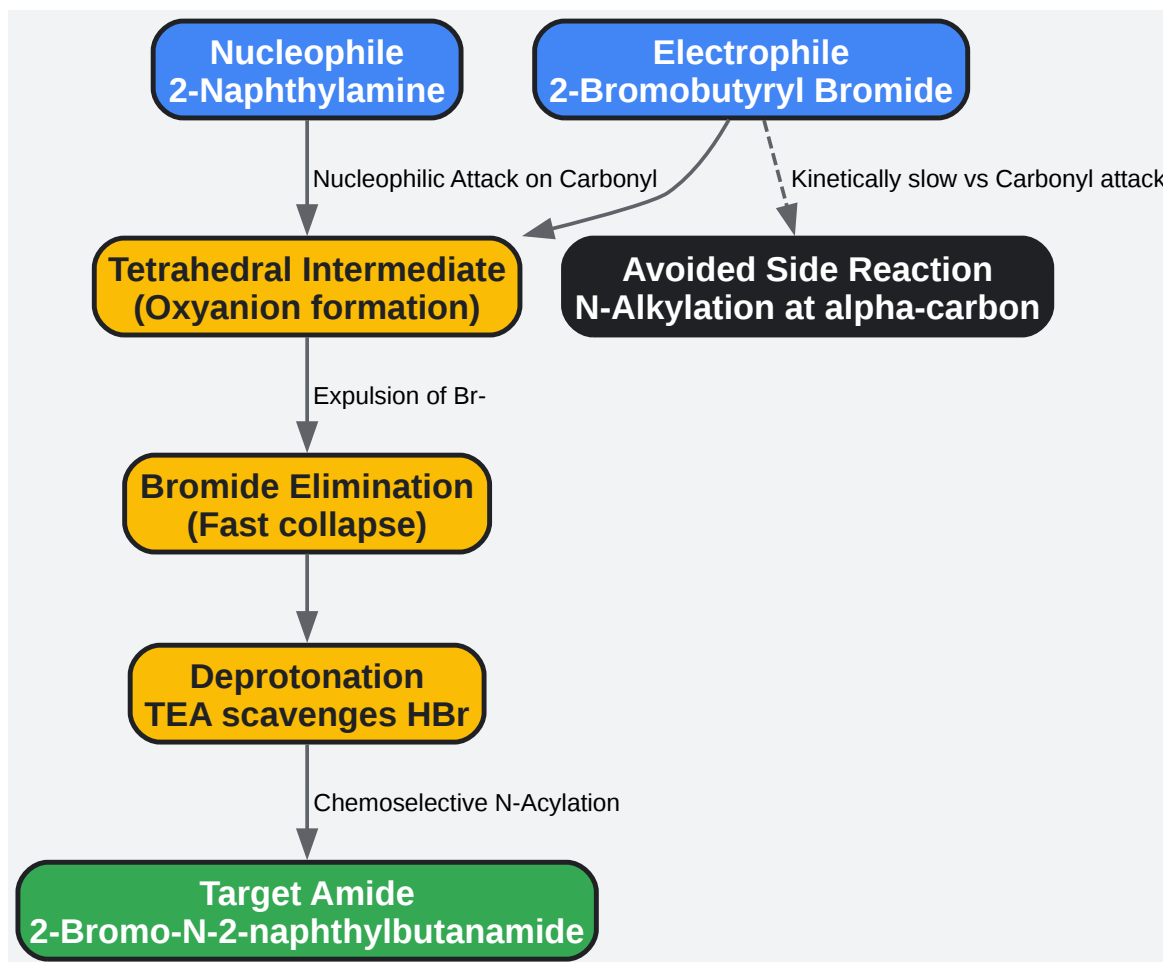 Nucleophile
2-Naphthylamine
Electrophile
2-Bromobutyryl Bromide
Nucleophilic Attack on Carbonyl
Kinetically slow vs Carbonyl attack
Tetrahedral Intermediate
(Oxyanion formation)
Avoided Side Reaction
N-Alkylation at alpha-carbon
Expulsion of Br-
Bromide Elimination
(Fast collapse)
Deprotonation
TEA scavenges HBr
Chemoselective N-Acylation
Target Amide
2-Bromo-N-2-naphthylbutanamide